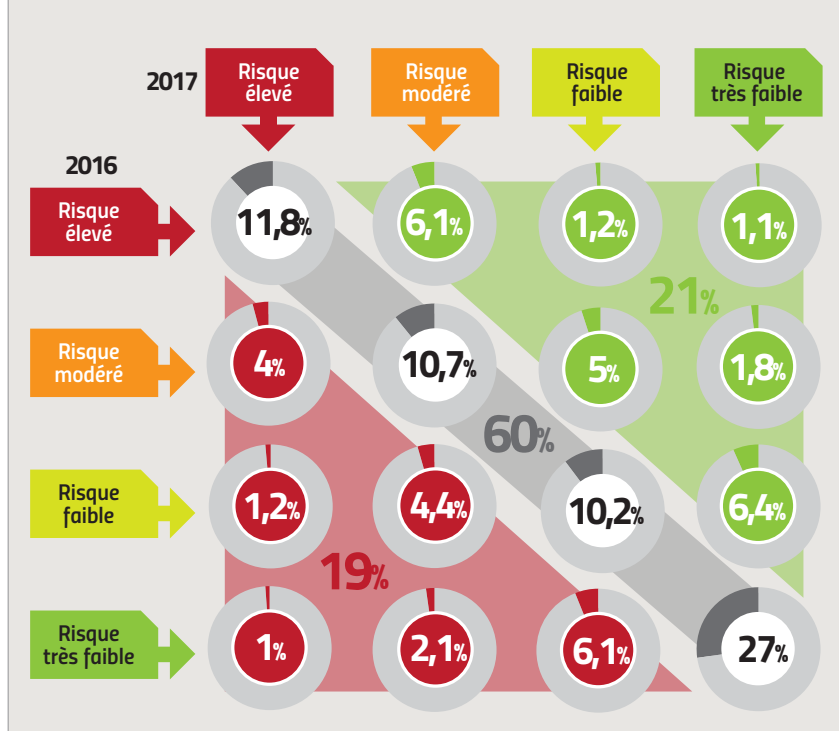 2017
Risque
élevé
Risque
modéré
Risque
faible
Risque
très faible
2016
Risque
élevé
11,8%
6,1%
1,2%
1,1%
21%
Risque
modéré
4%
10,7%
5%
1,8%
60%
Risque
faible
1,2%
4,4%
10,2%
6,4%
19%
Risque
très faible
1%
2,1%
6,1%
27%